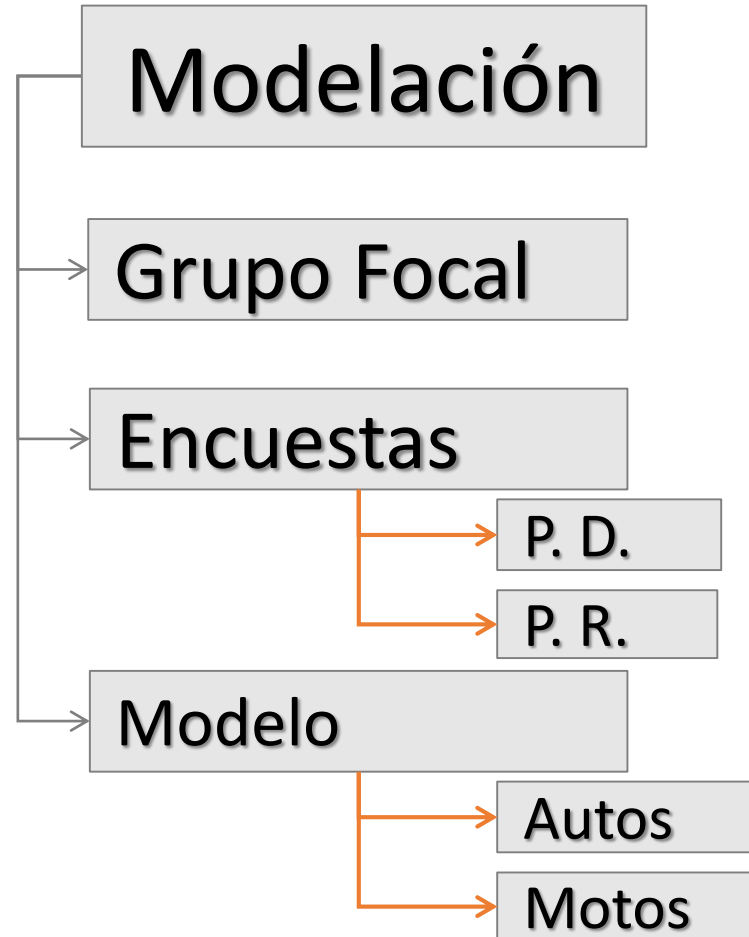 Modelación
Grupo Focal
Encuestas
P. D.
P. R.
Modelo
Autos
Motos